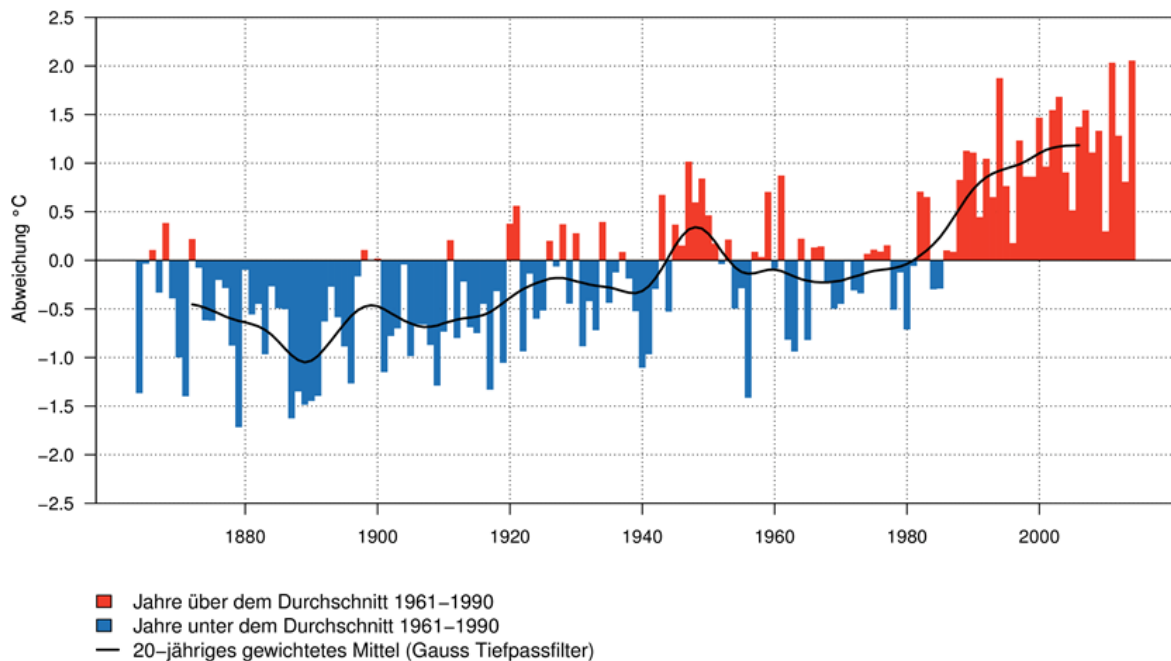 2.5
2.0
1.5
1.0
0.5
0.0
−0.5
−1.0
−1.5
−2.0
−2.5
Abweichung °C
1880 1900 1920 1940 1960 1980 2000
Jahre über dem Durchschnitt 1961−1990
Jahre unter dem Durchschnitt 1961−1990
20−jähriges gewichtetes Mittel (Gauss Tiefpassfilter)